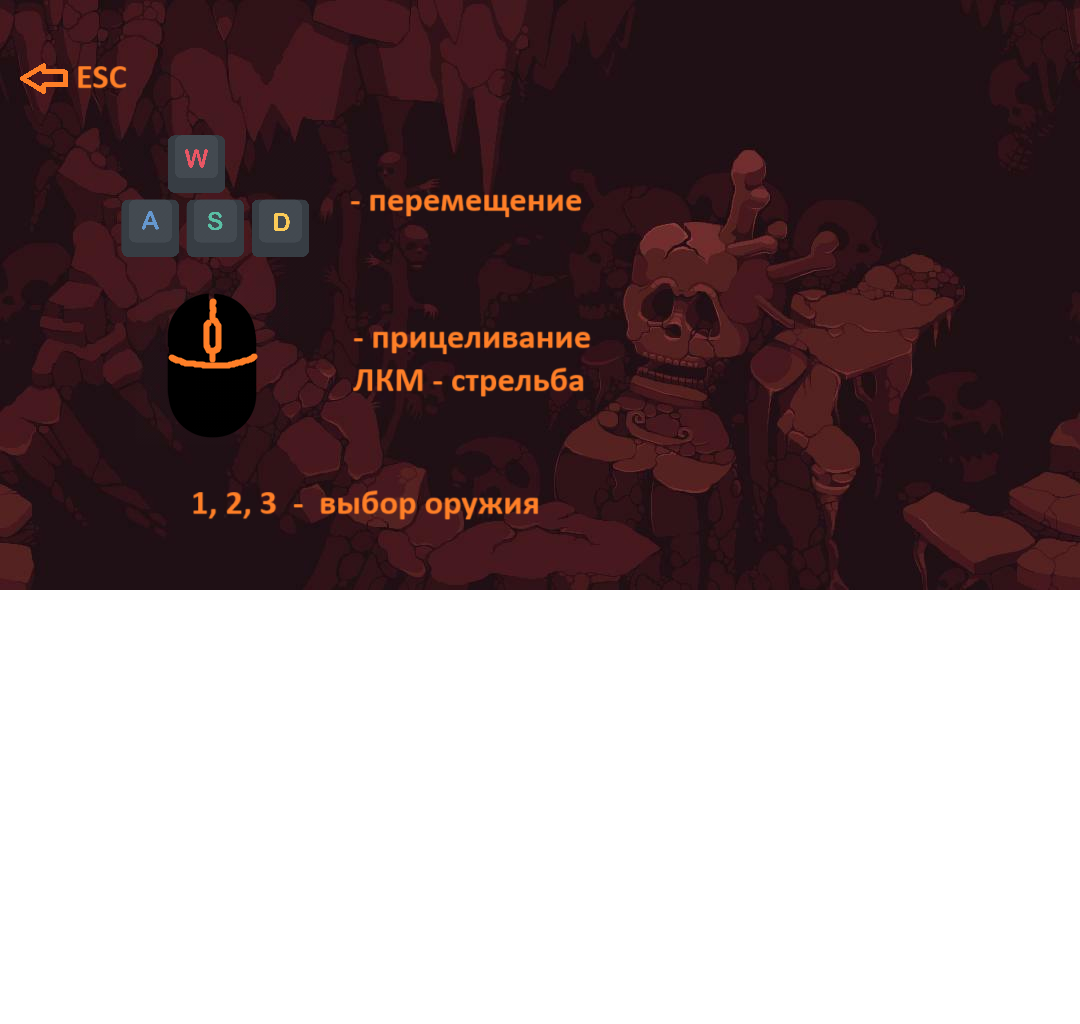 ESC
W
A S D
- перемещение
- прицеливание
ЛКМ - стрельба
1, 2, 3 - выбор оружия